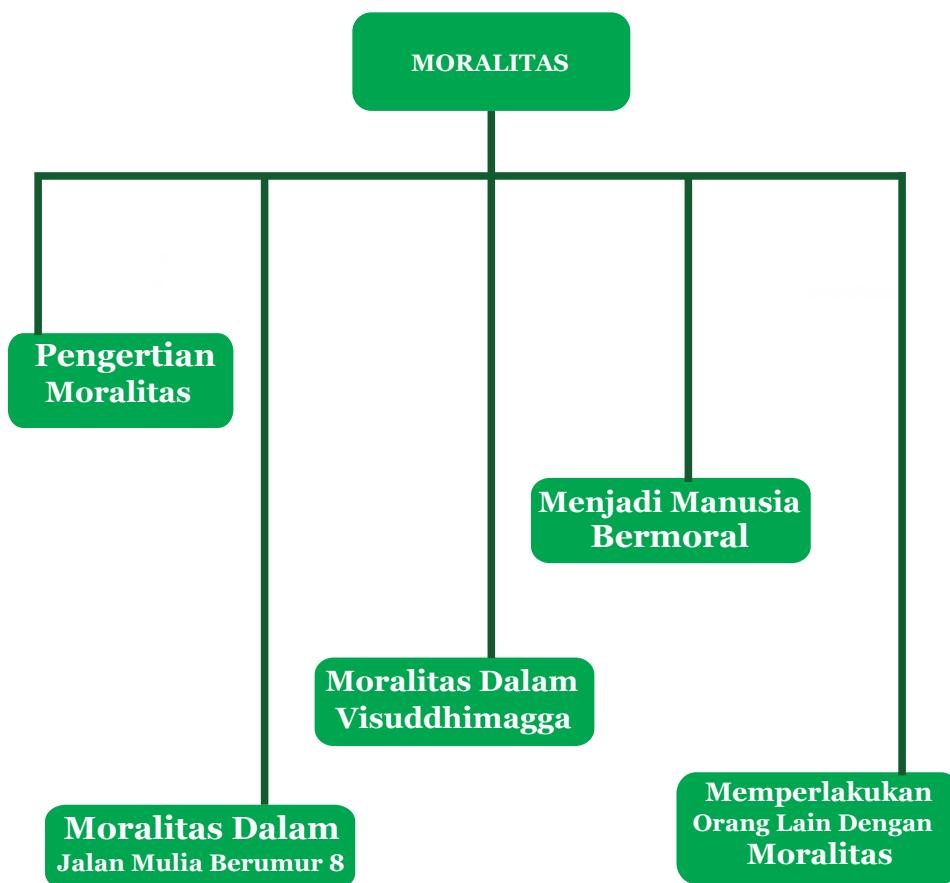 MORALITAS
Pengertian
Moralitas
Menjadi Manusia
Bermoral
Moralitas Dalam
Visuddhimagga
Memperlakukan
Orang Lain Dengan
Moralitas
Moralitas Dalam
Jalan Mulia Berumur 8